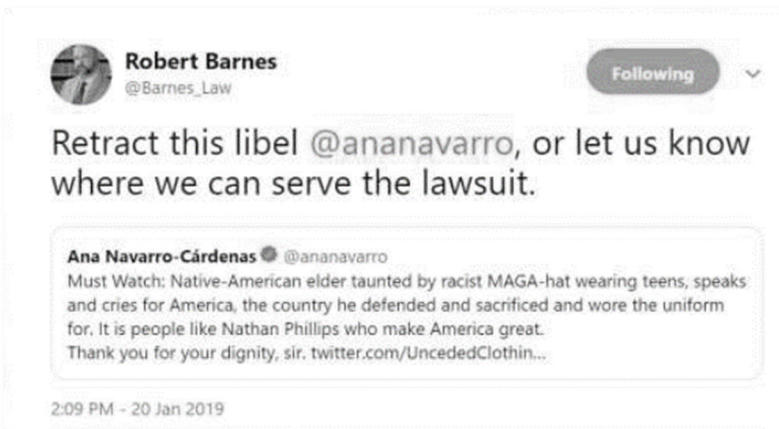 Robert Barnes
@Barnes_Law
Following
Retract this libel @ananavarro, or let us know
where we can serve the lawsuit.
Ana Navarro-Cárdenas @ananavarro
Must Watch: Native-American elder taunted by racist MAGA-hat wearing teens, speaks
and cries for America, the country he defended and sacrificed and wore the uniform
for. It is people like Nathan Phillips who make America great.
Thank you for your dignity, sir. twitter.com/UncededClothin...
2:09 PM - 20 Jan 2019